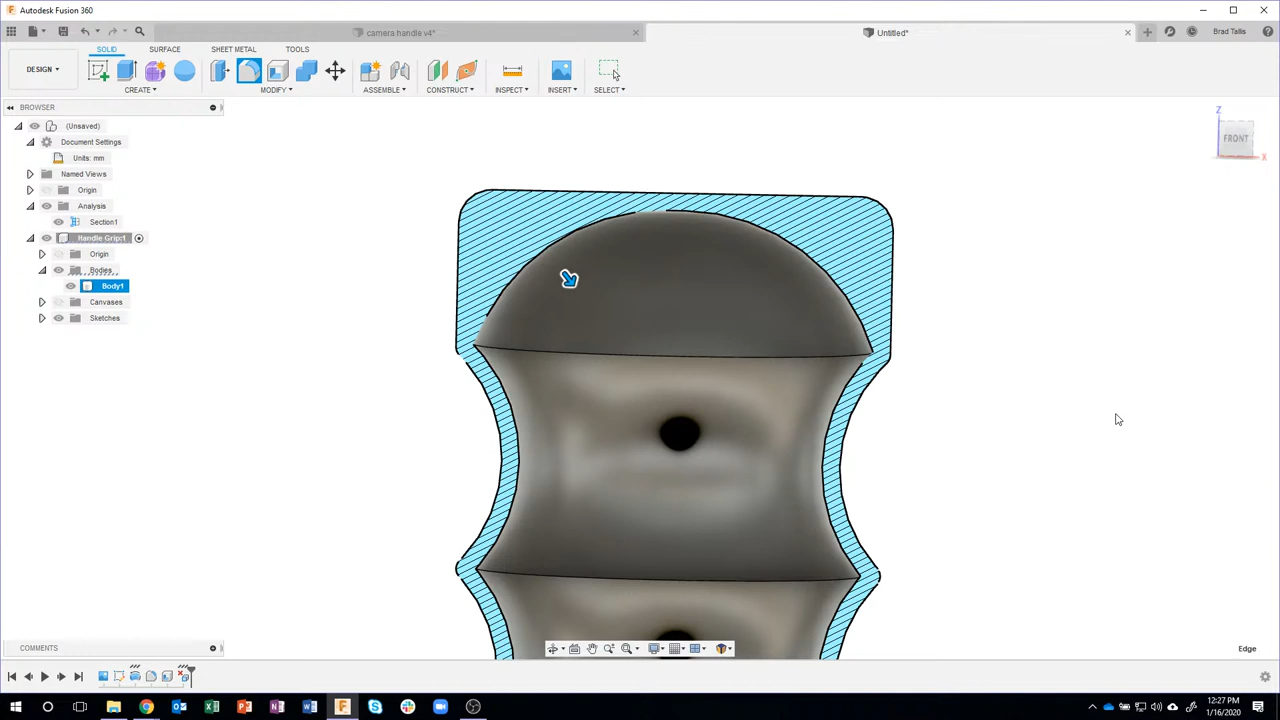 Autodesk Fusion 360
camera handle v4*
Untitled*
Brad Tallis
SOLID
SURFACE
SHEET METAL
TOOLS
DESIGN
CREATE
MODIFY
ASSEMBLE
CONSTRUCT
INSPECT
INSERT
SELECT
BROWSER
(Unsaved)
Document Settings
Units: mm
Named Views
Origin
Analysis
Section1
Handle Grip:1
Origin
Bodies
Body1
Canvases
Sketches
Z
FRONT
X
COMMENTS
Edge
12:27 PM
1/16/2020